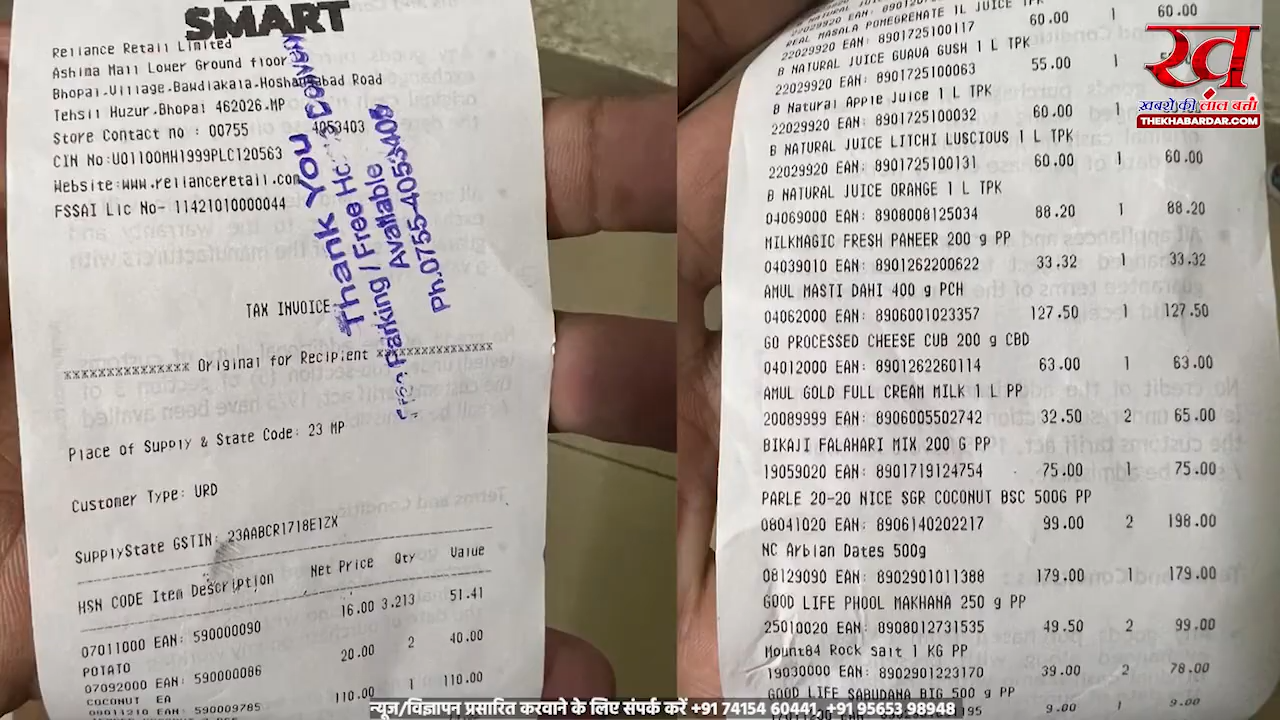 SMART
Reliance Retail Limited
Ashima Mall Lower Ground floor
Bhopal.Village.Bawdiakala.Hoshangabad Road
Tehsil Huzur.Bhopal 462026.MP
Store Contact no : 00755 4053403
CIN No:U01100MH1999PLC120563
Website:www.relianceretail.com
FSSAI Lic No- 11421010000044
Thank You
Parking / Free
Available
Ph.0755-4053403
TAX INVOICE
Original for Recipient
Place of Supply & State Code: 23 MP
Customer Type: URD
SupplyState GSTIN: 23AABCR1718E1ZX
HSN CODE Item Description Net Price Qty Value
07011000 EAN: 590000090 16.00 3.213 51.41
POTATO
07092000 EAN: 590000086 20.00 2 40.00
COCONUT EA
EAN: 590009785 110.00 1 110.00
REAL MASALA POMEGRENATE 1L JUICE TPK
22029920 EAN: 8901725100117 60.00 1 60.00
B NATURAL JUICE GUAVA GUSH 1 L TPK
22029920 EAN: 8901725100063 55.00 1
B Natural Apple Juice 1 L TPK
22029920 EAN: 8901725100032 60.00 1
B NATURAL JUICE LITCHI LUSCIOUS 1 L TPK
22029920 EAN: 8901725100131 60.00 1 60.00
B NATURAL JUICE ORANGE 1 L TPK
04069000 EAN: 8908008125034 88.20 1 88.20
MILKMAGIC FRESH PANEER 200 g PP
04039010 EAN: 8901262200622 33.32 1 33.32
AMUL MASTI DAHI 400 g PCH
04062000 EAN: 8906001023357 127.50 1 127.50
GO PROCESSED CHEESE CUB 200 g CBD
04012000 EAN: 8901262260114 63.00 1 63.00
AMUL GOLD FULL CREAM MILK 1 L PP
20089999 EAN: 8906005502742 32.50 2 65.00
BIKAJI FALAHARI MIX 200 G PP
19059020 EAN: 8901719124754 75.00 1 75.00
PARLE 20-20 NICE SGR COCONUT BSC 500G PP
08041020 EAN: 8906140202217 99.00 2 198.00
NC Arbian Dates 500g
08129090 EAN: 8902901011388 179.00 1 179.00
GOOD LIFE PHOOL MAKHANA 250 g PP
25010020 EAN: 8908012731535 49.50 2 99.00
Mount84 Rock Salt 1 KG PP
19030000 EAN: 8902901223170 39.00 2 78.00
GOOD LIFE SABUDANA BIG 500 g PP
195 9.00 1 9.00
ख
खबरों की लाल बत्ती
THEKHABARDAR.COM
न्यूज/विज्ञापन प्रसारित करवाने के लिए संपर्क करें +91 74154 60441, +91 95653 98948